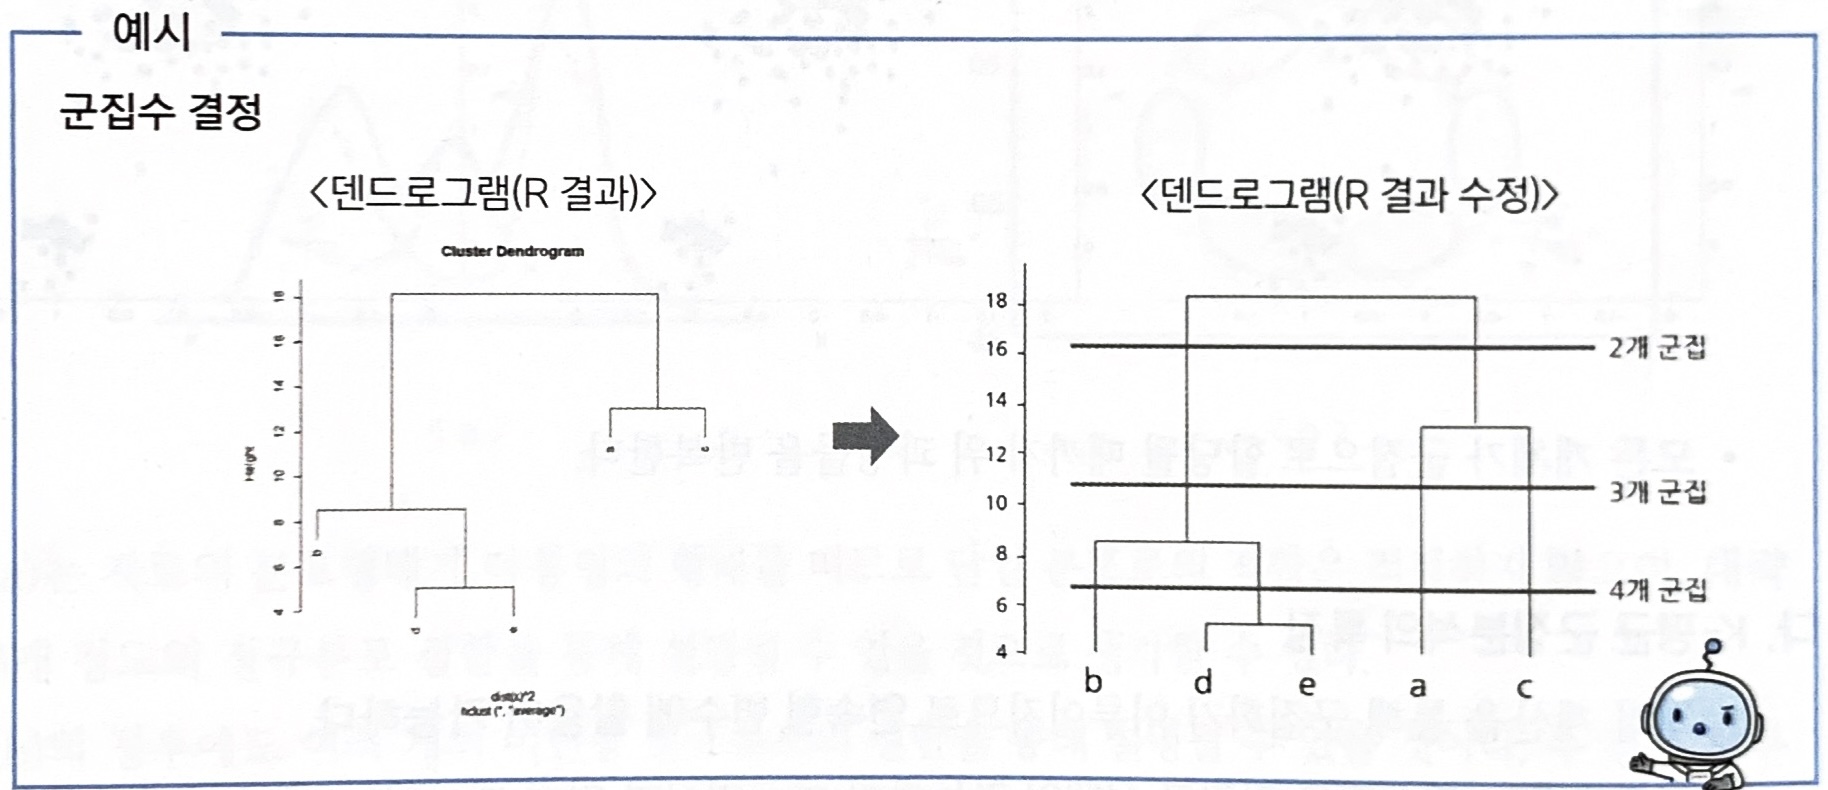 예시
군집수 결정
<덴드로그램(R 결과)>
Cluster Dendrogram
Height
18
16
14
12
10
8
6
4
b
d
e
a
c
dist(x)^2
hclust (*, "average")
<덴드로그램(R 결과 수정)>
18
16
14
12
10
8
6
4
2개 군집
3개 군집
4개 군집
b d e a c